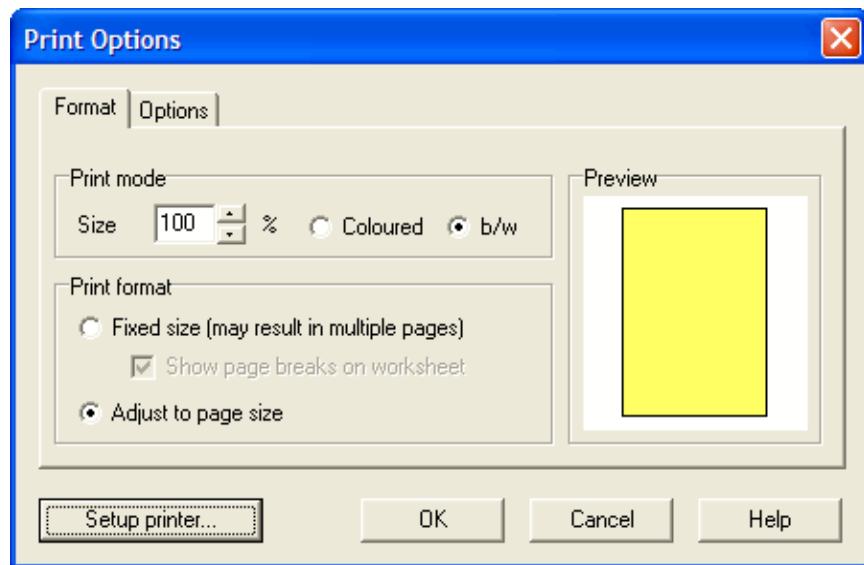 Print Options
Format Options
Print mode
Size 100 % Coloured b/w
Print format
Fixed size (may result in multiple pages)
Show page breaks on worksheet
Adjust to page size
Preview
Setup printer... OK Cancel Help